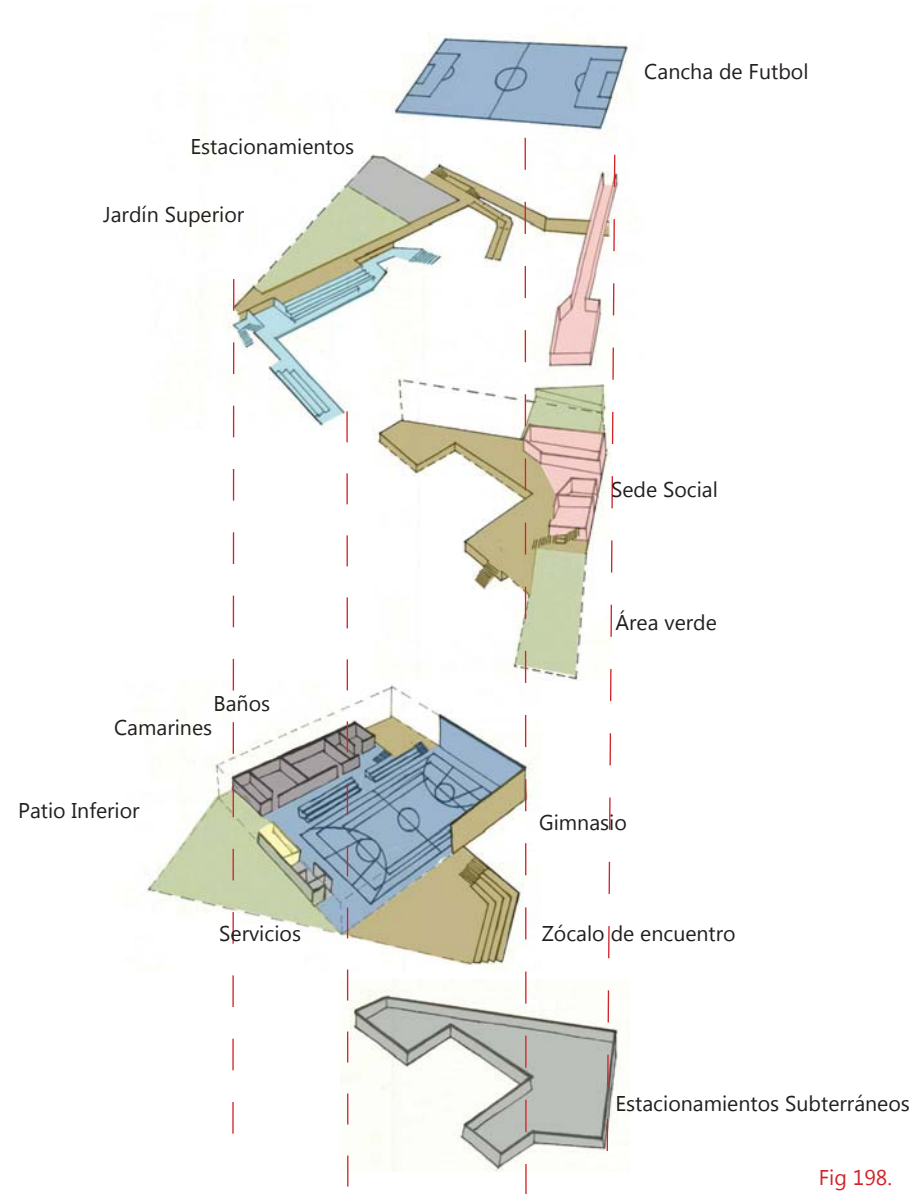 Cancha de Futbol
Estacionamientos
Jardín Superior
Sede Social
Área verde
Baños
Camarines
Patio Inferior
Gimnasio
Servicios
Zócalo de encuentro
Estacionamientos Subterráneos
Fig 198.